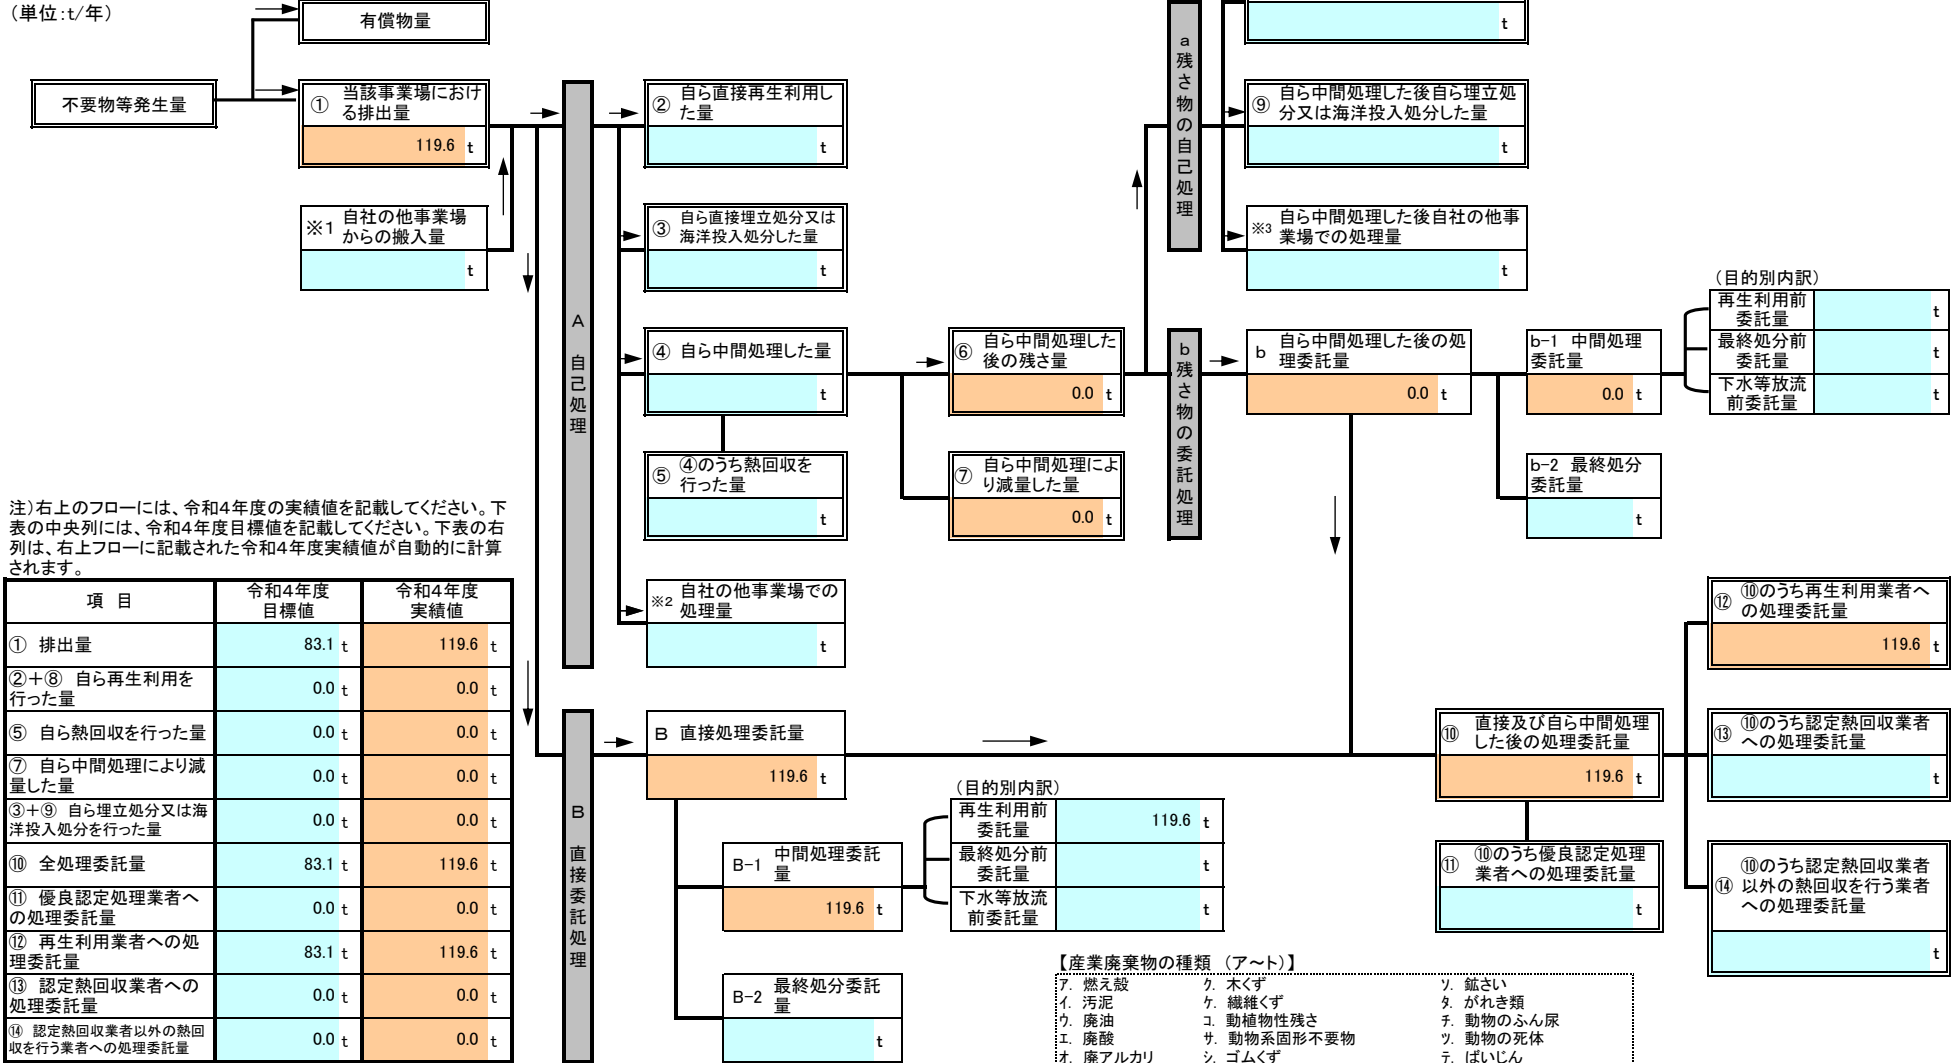 （単位：t/年）
有償物量
不要物等発生量
① 当該事業場におけ
る排出量
119.6 t
※1 自社の他事業場
からの搬入量
t
A 自己処理
② 自ら直接再生利用し
た量
t
③ 自ら直接埋立処分又は
海洋投入処分した量
t
④ 自ら中間処理した量
t
⑤ ④のうち熱回収を
行った量
t
※2 自社の他事業場での
処理量
t
⑥ 自ら中間処理した
後の残さ量
0.0 t
⑦ 自ら中間処理によ
り減量した量
0.0 t
a 残さ物の自己処理
t
⑨ 自ら中間処理した後自ら埋立処
分又は海洋投入処分した量
t
※3 自ら中間処理した後自社の他事
業場での処理量
t
b 残さ物の委託処理
b 自ら中間処理した後の処
理委託量
0.0 t
b-1 中間処理
委託量
0.0 t
b-2 最終処分
委託量
t
（目的別内訳）
再生利用前
委託量
t
最終処分前
委託量
t
下水等放流
前委託量
t
注）右上のフローには、令和4年度の実績値を記載してください。下
表の中央列には、令和4年度目標値を記載してください。下表の右
列は、右上フローに記載された令和4年度実績値が自動的に計算
されます。
項 目 令和4年度 令和4年度
目標値 実績値
① 排出量 83.1 t 119.6 t
②＋⑧ 自ら再生利用を
行った量 0.0 t 0.0 t
⑤ 自ら熱回収を行った量 0.0 t 0.0 t
⑦ 自ら中間処理により減
量した量 0.0 t 0.0 t
③＋⑨ 自ら埋立処分又は海
洋投入処分を行った量 0.0 t 0.0 t
⑩ 全処理委託量 83.1 t 119.6 t
⑪ 優良認定処理業者へ
の処理委託量 0.0 t 0.0 t
⑫ 再生利用業者への処
理委託量 83.1 t 119.6 t
⑬ 認定熱回収業者への
処理委託量 0.0 t 0.0 t
⑭ 認定熱回収業者以外の熱回
収を行う業者への処理委託量 0.0 t 0.0 t
B 直接委託処理
B 直接処理委託量
119.6 t
B-1 中間処理委託
量
119.6 t
B-2 最終処分委託
量
t
（目的別内訳）
再生利用前
委託量
119.6 t
最終処分前
委託量
t
下水等放流
前委託量
t
⑩ 直接及び自ら中間処理
した後の処理委託量
119.6 t
⑪ ⑩のうち優良認定処理
業者への処理委託量
t
⑫ ⑩のうち再生利用業者へ
の処理委託量
119.6 t
⑬ ⑩のうち認定熱回収業者
への処理委託量
t
⑭ ⑩のうち認定熱回収業者
以外の熱回収を行う業者
への処理委託量
t
【産業廃棄物の種類 （ア～ト）】
ア. 燃え殻 ク. 木くず ソ. 鉱さい
イ. 汚泥 ケ. 繊維くず タ. がれき類
ウ. 廃油 コ. 動植物性残さ チ. 動物のふん尿
エ. 廃酸 サ. 動物系固形不要物 ツ. 動物の死体
オ. 廃アルカリ シ. ゴムくず テ. ばいじん